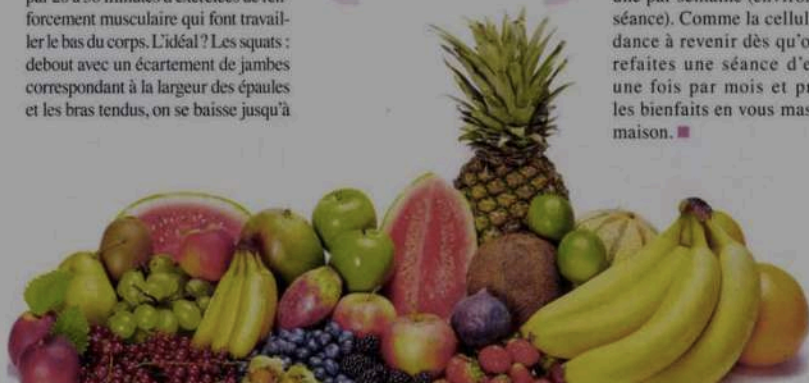 forcement musculaire qui font travail-
ler le bas du corps. L'idéal ? Les squats :
debout avec un écartement de jambes
correspondant à la largeur des épaules
et les bras tendus, on se baisse jusqu'à
séance). Comme la cellul
dance à revenir dès qu'o
refaites une séance d'e
une fois par mois et p
les bienfaits en vous mas
maison.